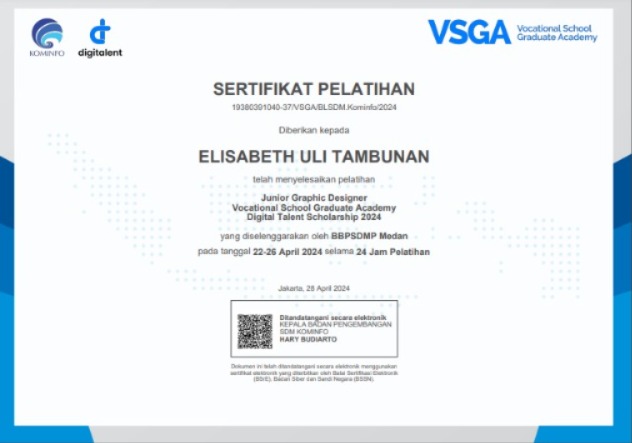 KOMINFO
digitalent
VSGA
Vocational School
Graduate Academy
SERTIFIKAT PELATIHAN
19380391040-37/VSGA/BLSDM.Kominfo/2024
Diberikan kepada
ELISABETH ULI TAMBUNAN
telah menyelesaikan pelatihan
Junior Graphic Designer
Vocational School Graduate Academy
Digital Talent Scholarship 2024
yang diselenggarakan oleh BBPSDMP Medan
pada tanggal 22-26 April 2024 selama 24 Jam Pelatihan
Jakarta, 28 April 2024
Ditandatangani secara elektronik
KEPALA BADAN PENGEMBANGAN
SDM KOMINFO
HARY BUDIARTO
Dokumen ini telah ditandatangani secara elektronik menggunakan
sertifikat elektronik yang diterbitkan oleh Balai Sertifikasi Elektronik
(BSrE), Badan Siber dan Sandi Negara (BSSN).